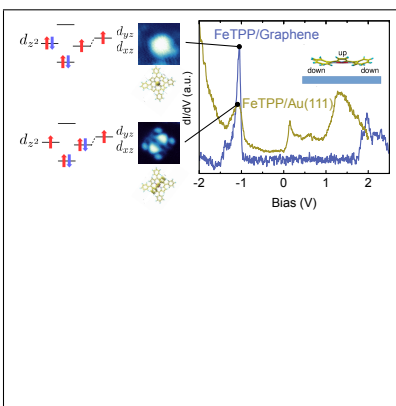 FeTPP/Graphene
FeTPP/Au(111)
up
down down
d_{z^2}
d_{yz}
d_{xz}
d_{z^2}
d_{yz}
d_{xz}
dI/dV (a.u.)
-2 -1 0 1 2
Bias (V)